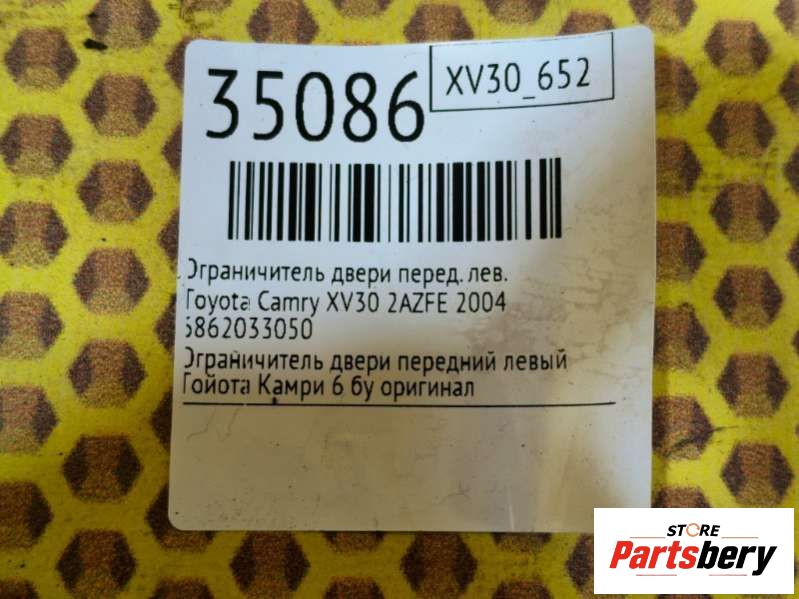 35086
XV30_652
Ограничитель двери перед. лев.
Toyota Camry XV30 2AZFE 2004
6862033050
Ограничитель двери передний левый
Тойота Камри 6 бу оригинал
STORE
Partsbery